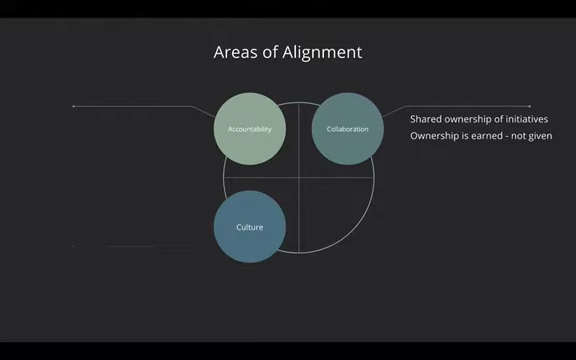 Areas of Alignment
Accountability
Collaboration
Shared ownership of initiatives
Ownership is earned - not given
Culture